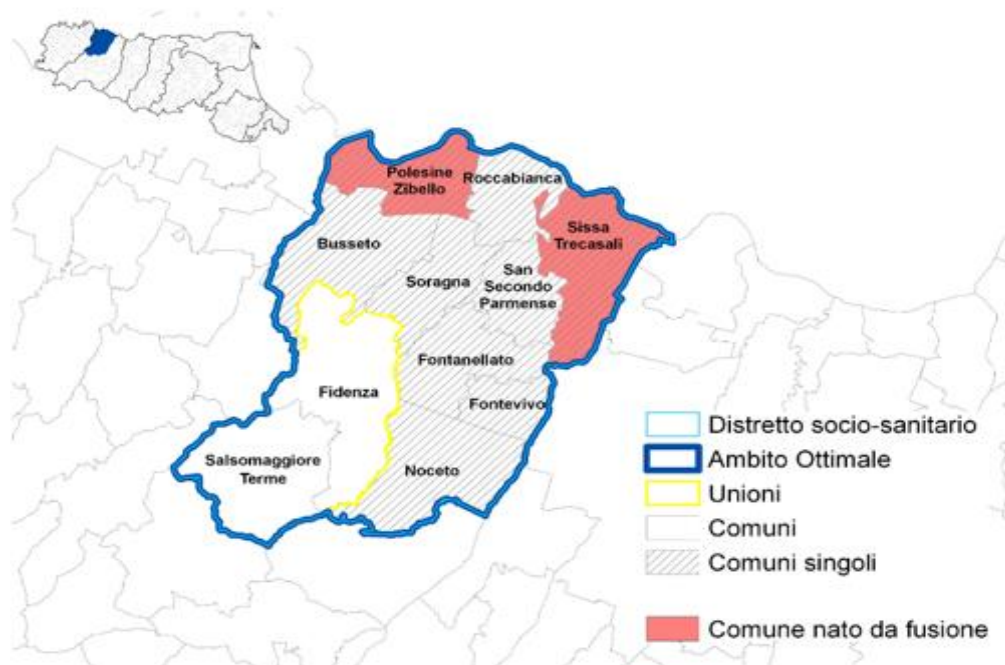 Polesine
Zibello
Roccabianca
Sissa
Trecasali
Busseto
Soragna
San
Secondo
Parmense
Fontanellato
Fidenza
Fontevivo
Salsomaggiore
Terme
Noceto
Distretto socio-sanitario
Ambito Ottimale
Unioni
Comuni
Comuni singoli
Comune nato da fusione